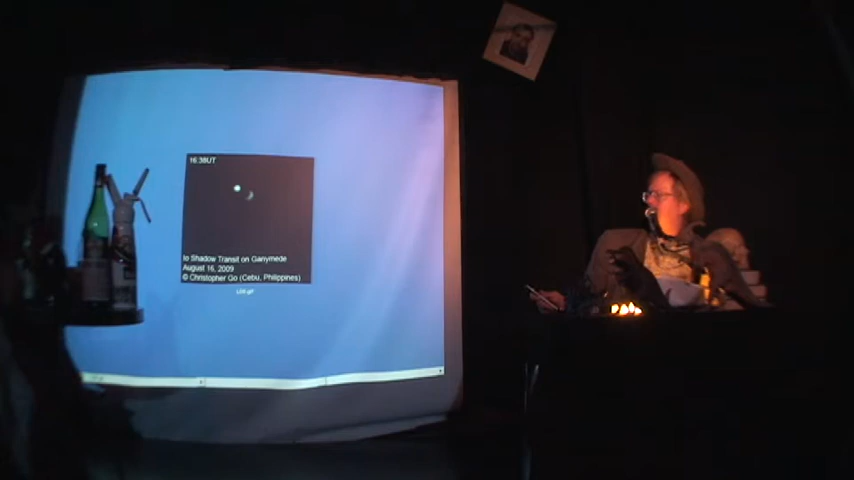 16:38UT
Io Shadow Transit on Ganymede
August 16, 2009
© Christopher Go (Cebu, Philippines)